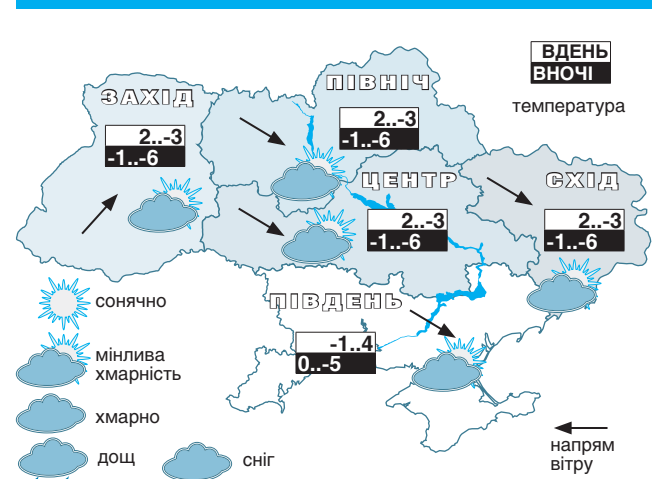 ВДЕНЬ
ВНОЧІ
температура
ЗАХІД
2..-3
-1..-6
ПІВНІЧ
2..-3
-1..-6
ЦЕНТР
2..-3
-1..-6
СХІД
2..-3
-1..-6
ПІВДЕНЬ
-1..4
0..-5
сонячно
мінлива
хмарність
хмарно
дощ
сніг
напрям
вітру